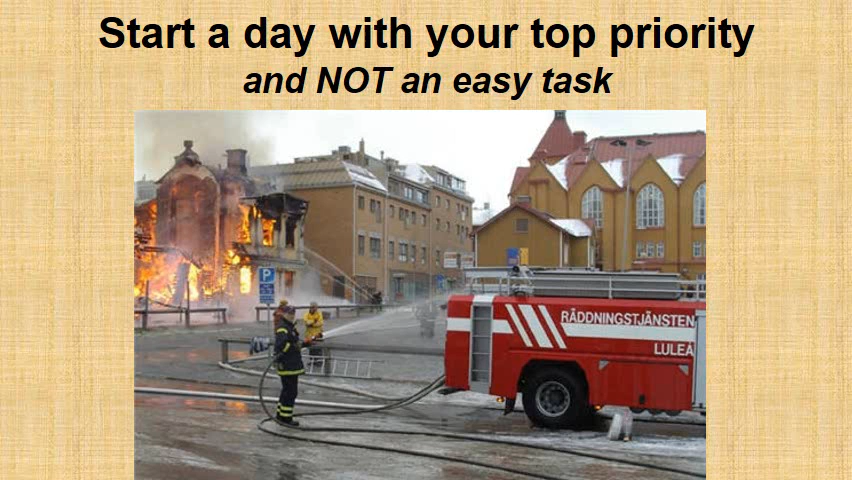 Start a day with your top priority
and NOT an easy task
P
RÄDDNINGSTJÄNSTEN
LULEÅ